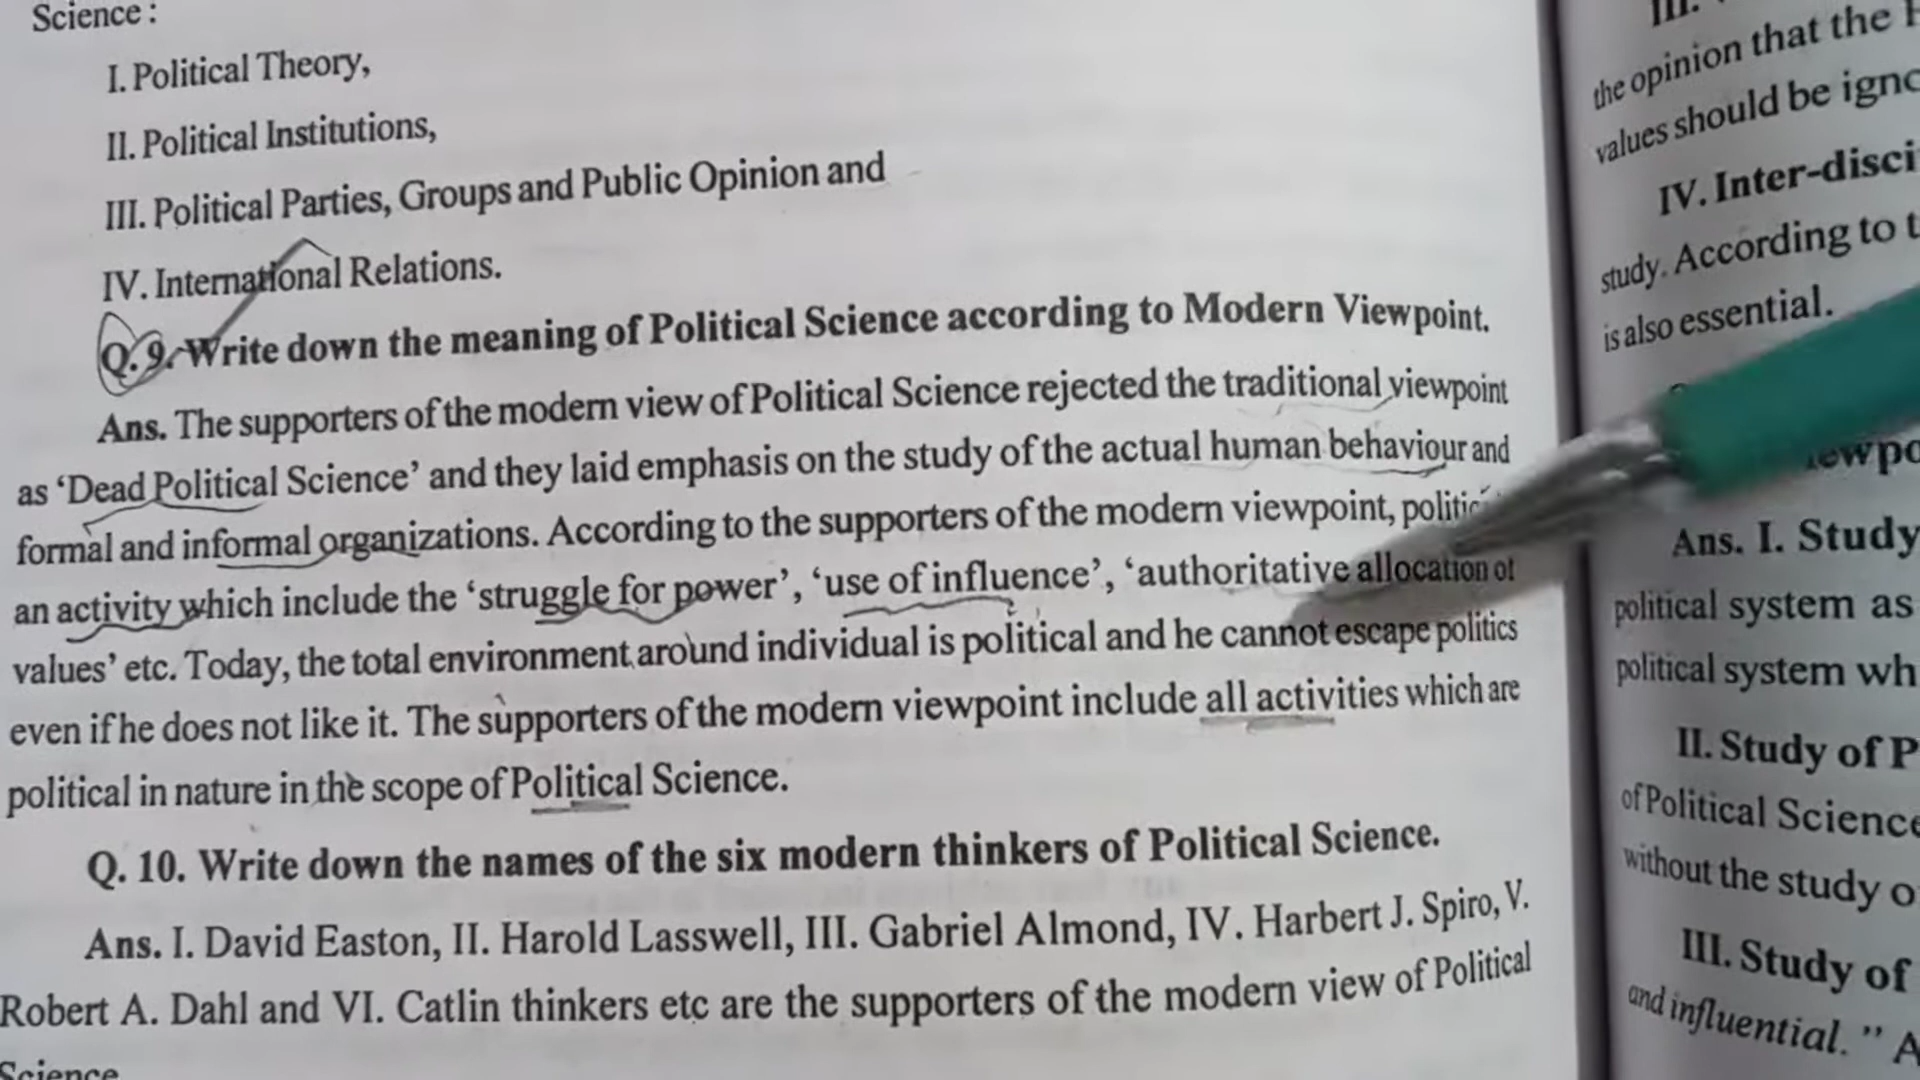 Science :
I. Political Theory,
II. Political Institutions,
III. Political Parties, Groups and Public Opinion and
IV. International Relations.
Q. 9. Write down the meaning of Political Science according to Modern Viewpoint.
Ans. The supporters of the modern view of Political Science rejected the traditional viewpoint
as ‘Dead Political Science’ and they laid emphasis on the study of the actual human behaviour and
formal and informal organizations. According to the supporters of the modern viewpoint,
an activity which include the ‘struggle for power’, ‘use of influence’, ‘authoritative allocation of
values’ etc. Today, the total environment around individual is political and he cannot escape politics
even if he does not like it. The supporters of the modern viewpoint include all activities which are
political in nature in the scope of Political Science.
Q. 10. Write down the names of the six modern thinkers of Political Science.
Ans. I. David Easton, II. Harold Lasswell, III. Gabriel Almond, IV. Harbert J. Spiro, V.
Robert A. Dahl and VI. Catlin thinkers etc are the supporters of the modern view of Political
Science
III.
the opinion that the
values should be
IV. Inter-disci
study. According to
is also essential.
Ans. I. Study
political system as
political system wh
II. Study of P
of Political Science
without the study o
III. Study of
and influential. ” A